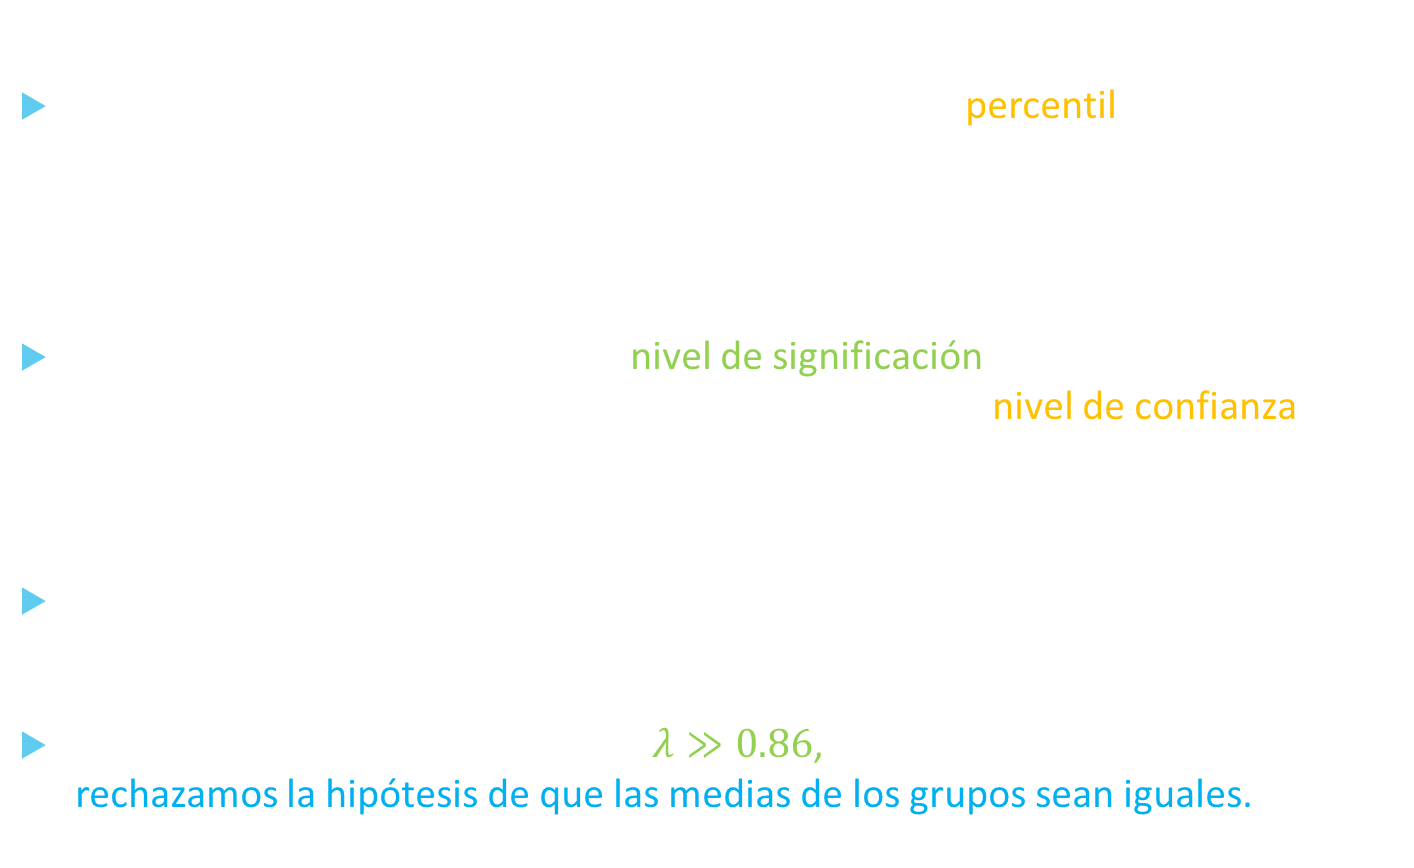 percentil
nivel de significación
nivel de confianza
λ ≫ 0.86,
rechazamos la hipótesis de que las medias de los grupos sean iguales.